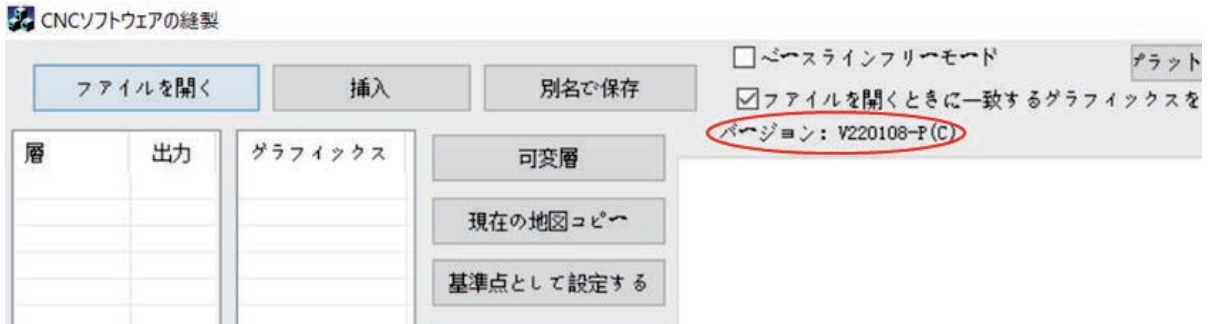 CNCソフトウェアの縫製
ファイルを開く
挿入
別名で保存
ベースラインフリーモード
プラット
ファイルを開くときに一致するグラフィックスを
バージョン: V220108-P(C)
層
出力
グラフィックス
可変層
現在の地図コピー
基準点として設定する